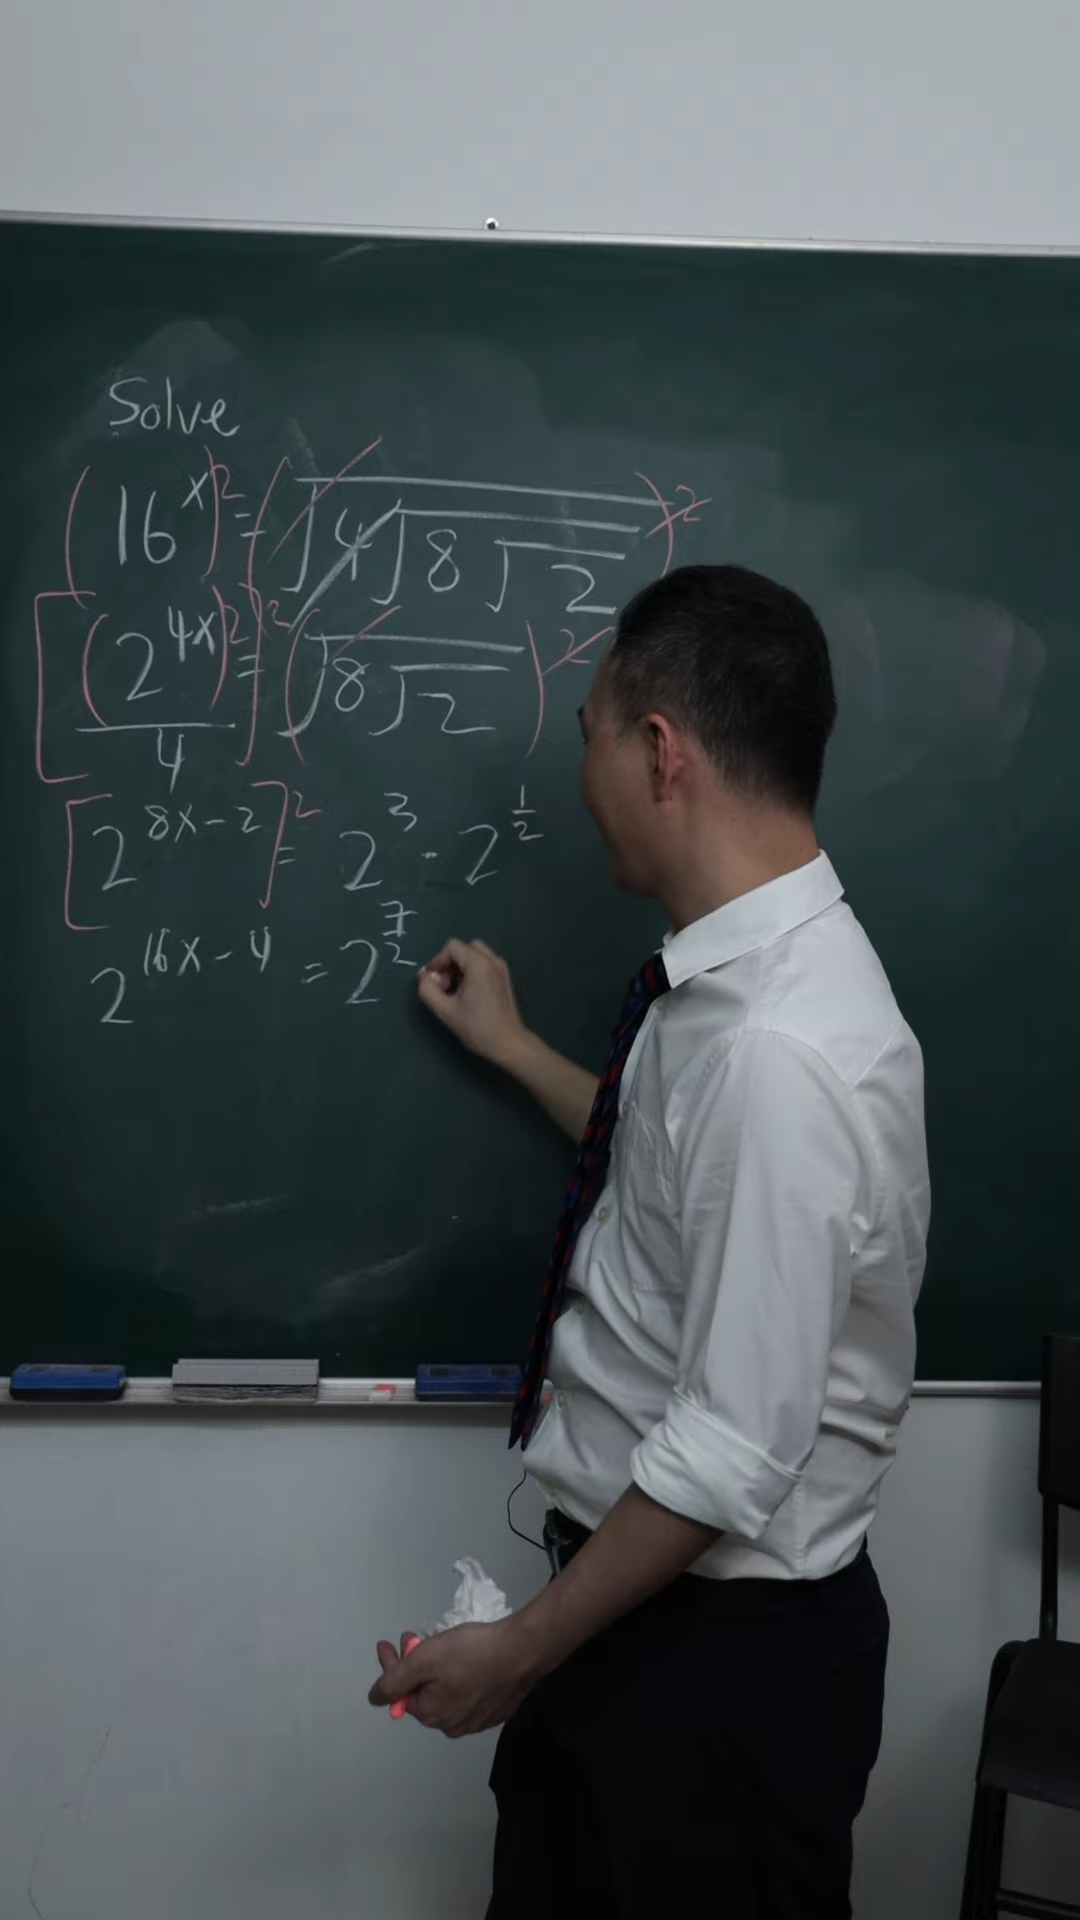 Solve
(16^x)^2 = (√(4√(8√2)))^2
[(2^4x)^2/4]^2 = (√(8√2))^2
[2^8x-2]^2 = 2^3 · 2^1/2
2^16x-4 = 2^7/2